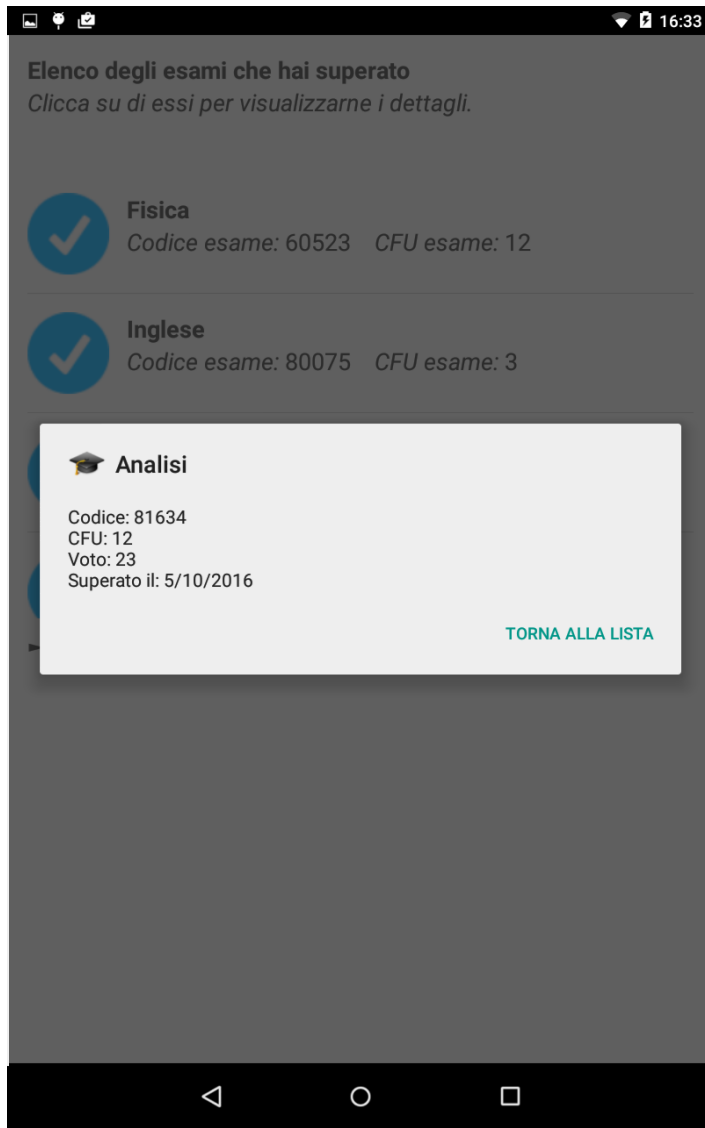 16:33
Elenco degli esami che hai superato
Clicca su di essi per visualizzarne i dettagli.
Fisica
Codice esame: 60523 CFU esame: 12
Inglese
Codice esame: 80075 CFU esame: 3
Analisi
Codice: 81634
CFU: 12
Voto: 23
Superato il: 5/10/2016
TORNA ALLA LISTA